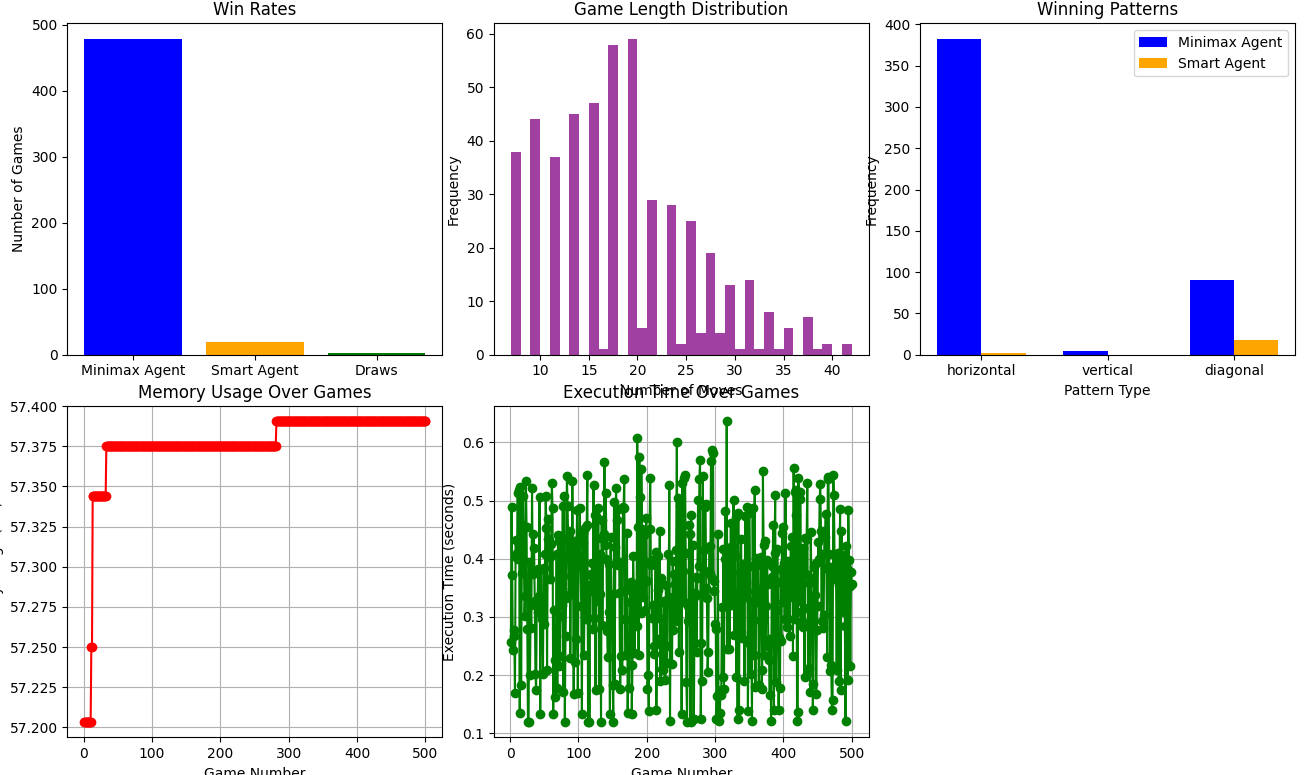 Win Rates
Number of Games
500
400
300
200
100
0
Minimax Agent Smart Agent Draws
Game Length Distribution
Frequency
60
50
40
30
20
10
0
10 15 20 25 30 35 40
Number of Moves
Winning Patterns
Frequency
400
350
300
250
200
150
100
50
0
Minimax Agent
Smart Agent
horizontal vertical diagonal
Pattern Type
Memory Usage Over Games
57.400
57.375
57.350
57.325
57.300
57.275
57.250
57.225
57.200
0 100 200 300 400 500
Game Number
Execution Time Over Games
Execution Time (seconds)
0.6
0.5
0.4
0.3
0.2
0.1
0 100 200 300 400 500
Game Number